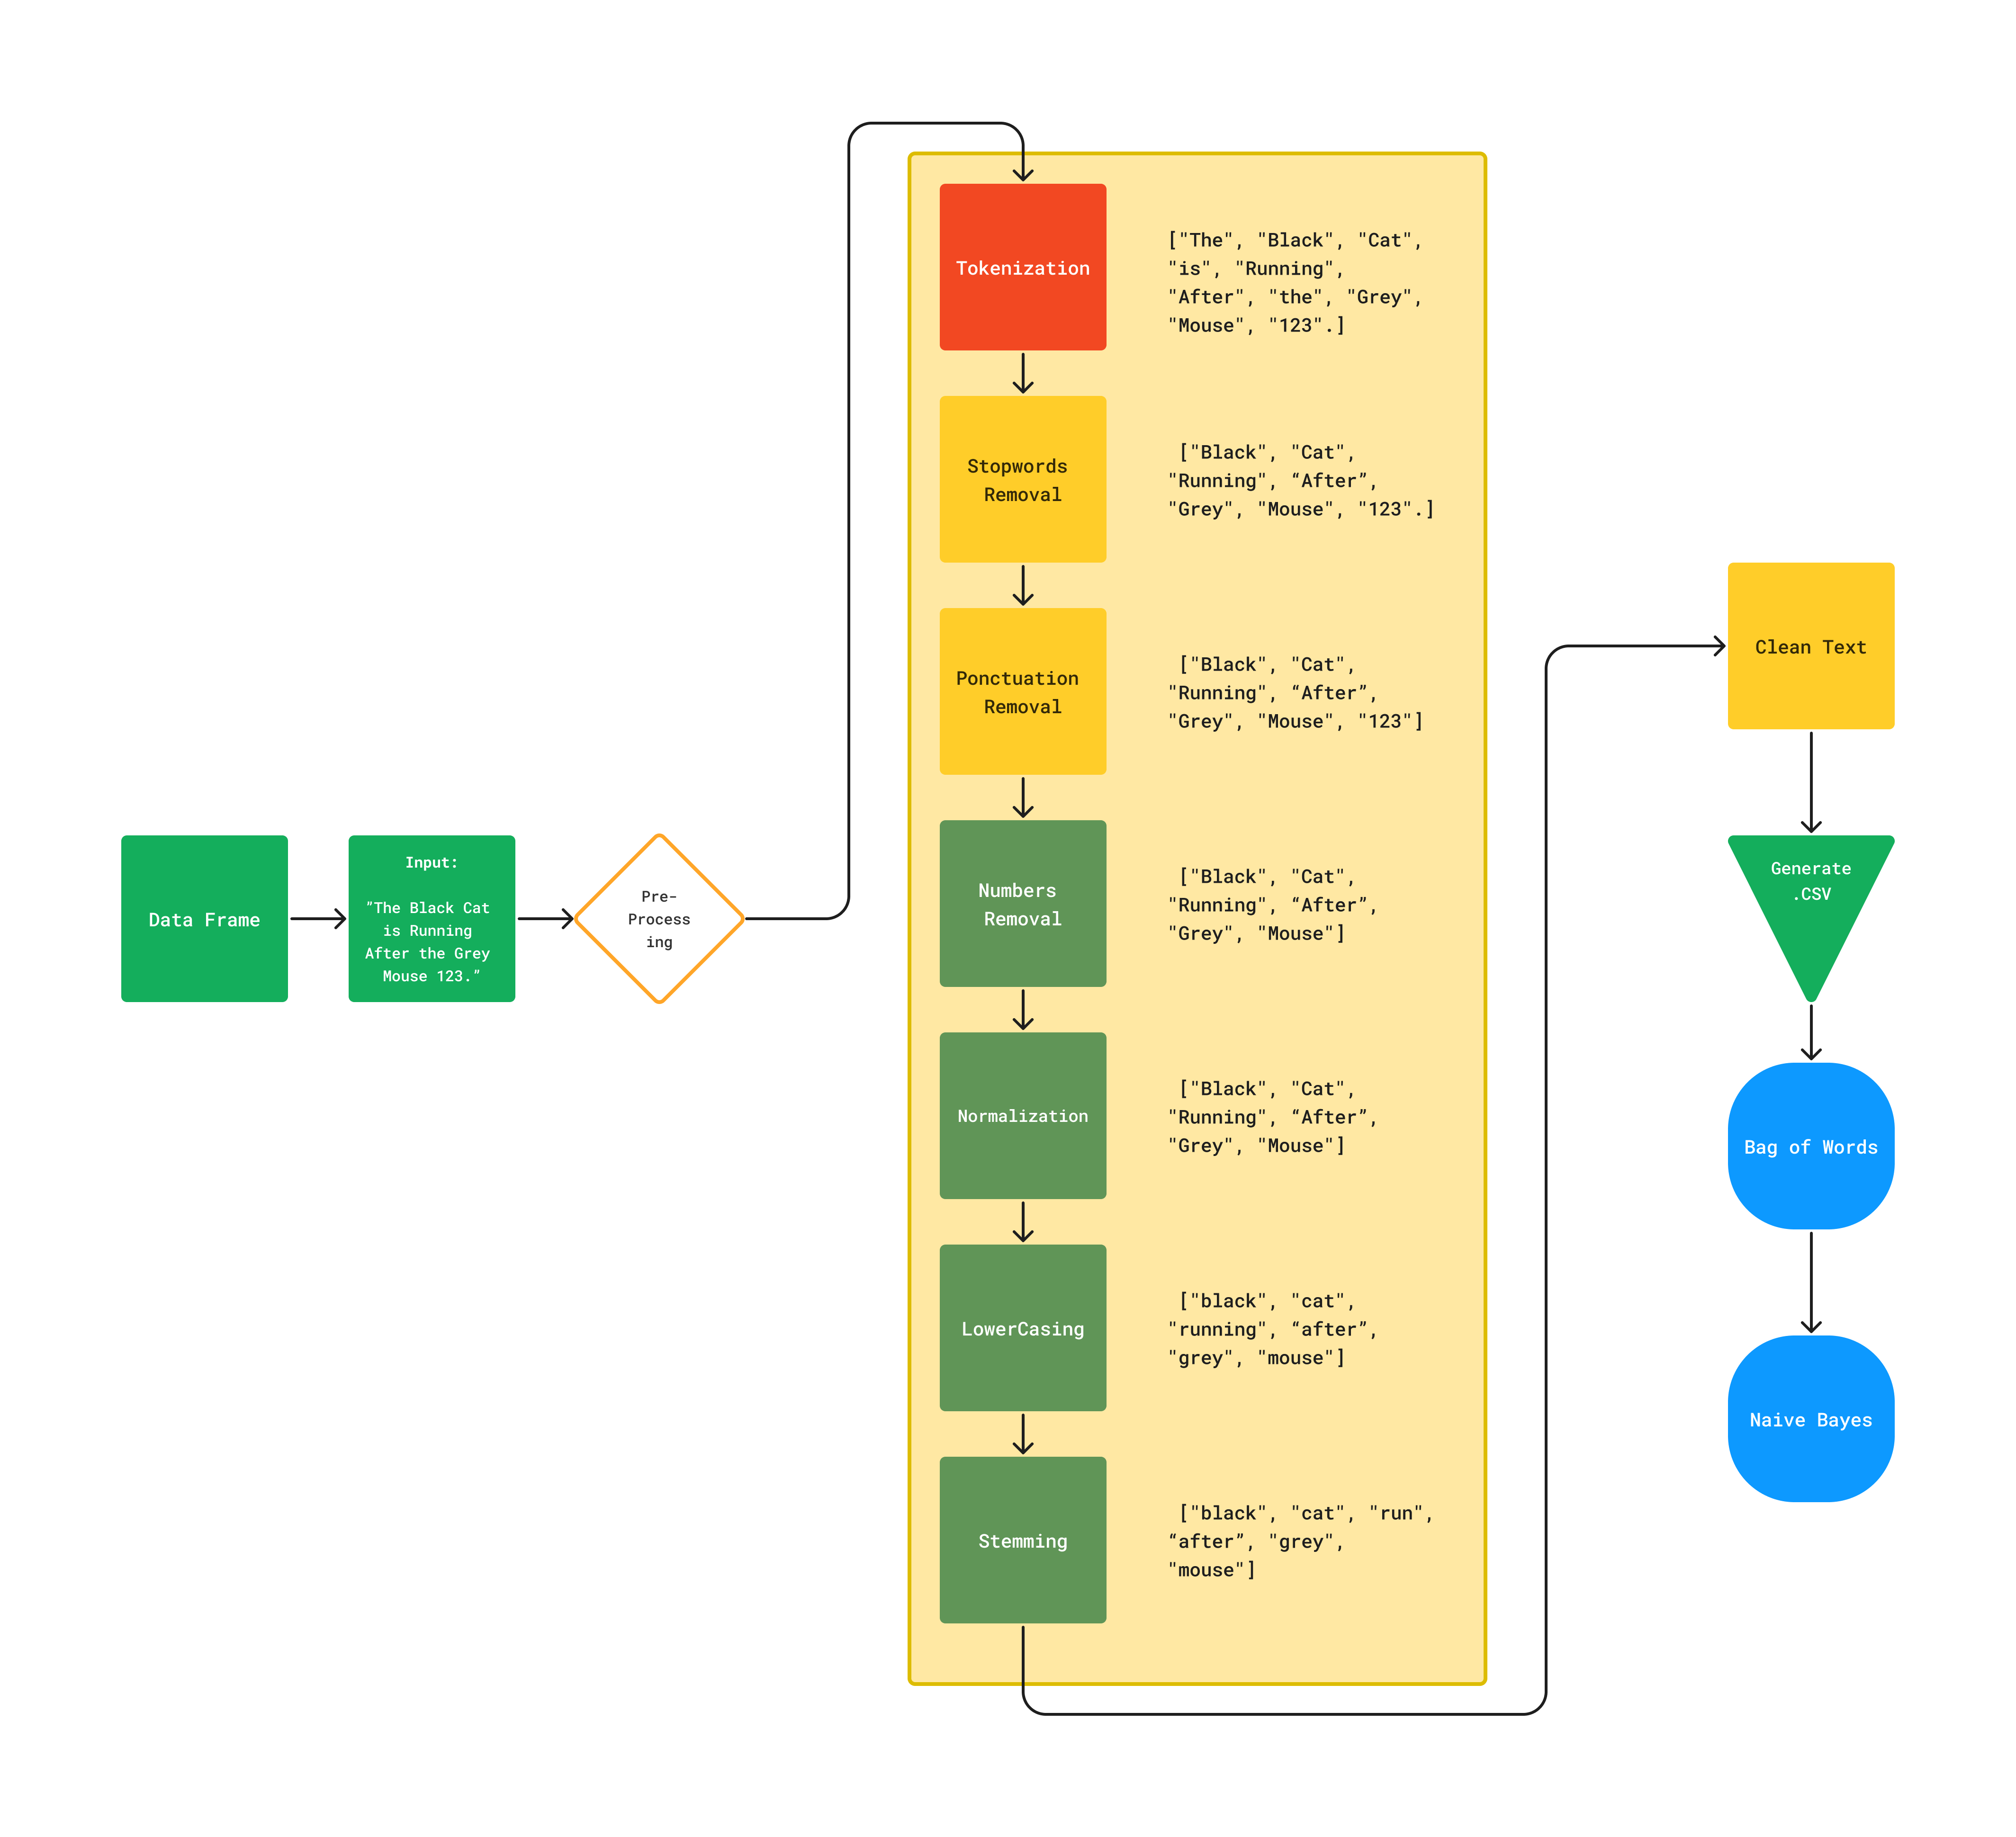 Data Frame
Input:
”The Black Cat
is Running
After the Grey
Mouse 123.”
Pre-
Process
ing
Tokenization
["The", "Black", "Cat",
"is", "Running",
"After", "the", "Grey",
"Mouse", "123".]
Stopwords
Removal
["Black", "Cat",
"Running", “After”,
"Grey", "Mouse", "123".]
Ponctuation
Removal
["Black", "Cat",
"Running", “After”,
"Grey", "Mouse", "123"]
Numbers
Removal
["Black", "Cat",
"Running", “After”,
"Grey", "Mouse"]
Normalization
["Black", "Cat",
"Running", “After”,
"Grey", "Mouse"]
LowerCasing
["black", "cat",
"running", “after”,
"grey", "mouse"]
Stemming
["black", "cat", "run",
“after”, "grey",
"mouse"]
Clean Text
Generate
.CSV
Bag of Words
Naive Bayes